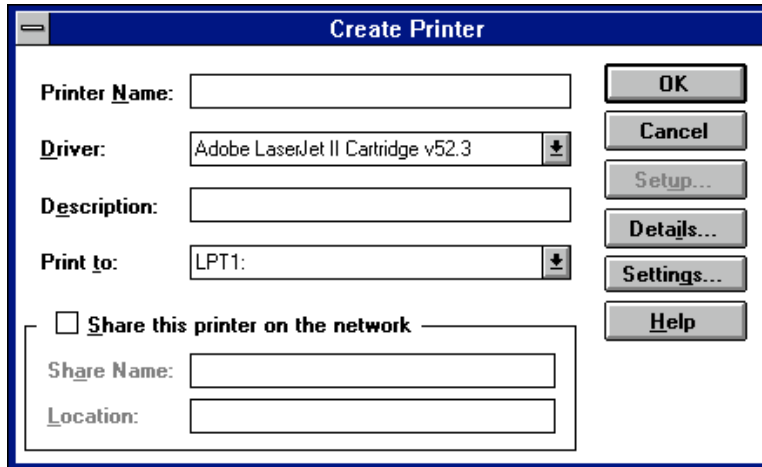 Create Printer
Printer Name:
OK
Driver: Adobe LaserJet II Cartridge v52.3
Cancel
Setup...
Description:
Details...
Print to: LPT1:
Settings...
Share this printer on the network
Help
Share Name:
Location: